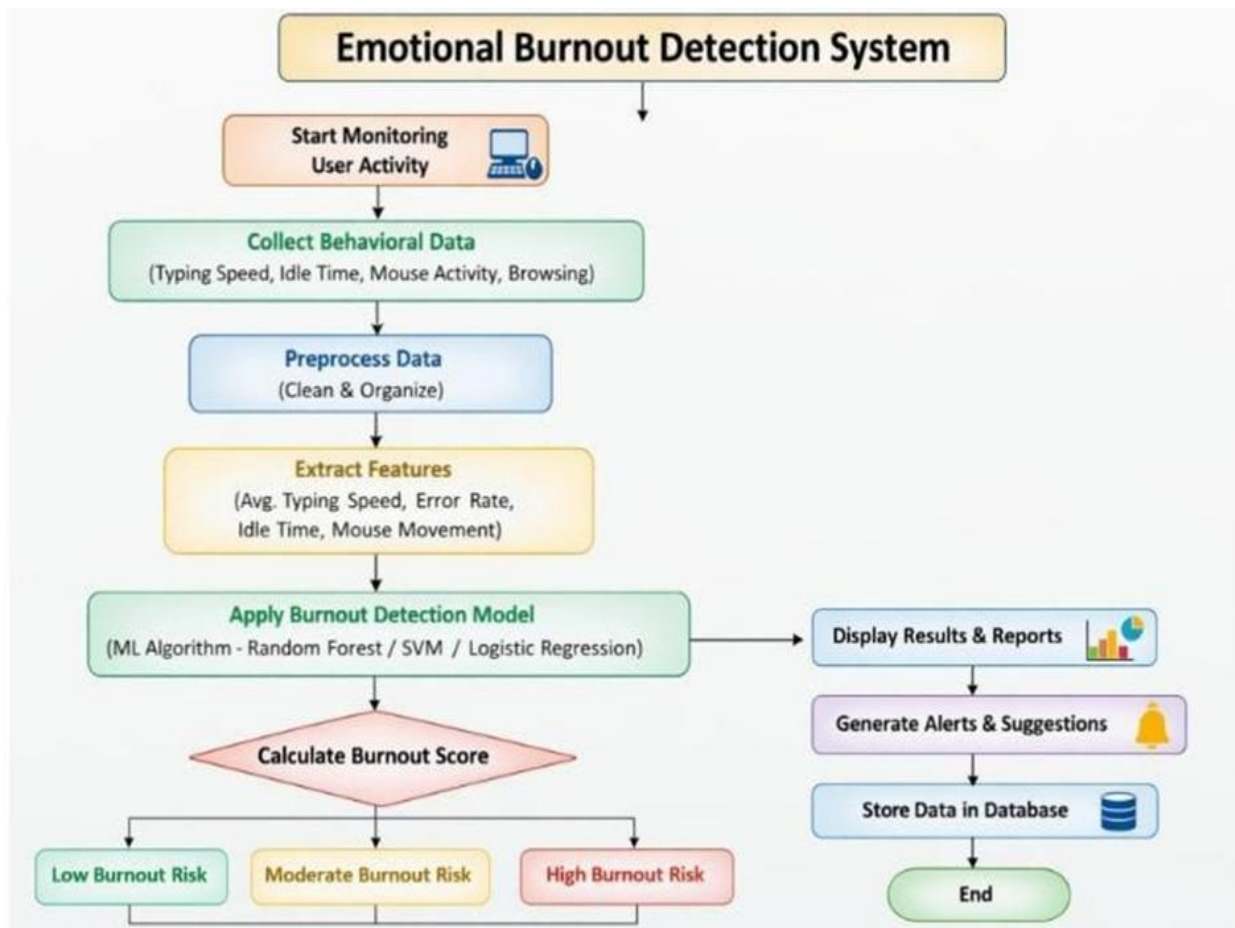 Emotional Burnout Detection System
Start Monitoring
User Activity
Collect Behavioral Data
(Typing Speed, Idle Time, Mouse Activity, Browsing)
Preprocess Data
(Clean & Organize)
Extract Features
(Avg. Typing Speed, Error Rate,
Idle Time, Mouse Movement)
Apply Burnout Detection Model
(ML Algorithm - Random Forest / SVM / Logistic Regression)
Calculate Burnout Score
Low Burnout Risk
Moderate Burnout Risk
High Burnout Risk
Display Results & Reports
Generate Alerts & Suggestions
Store Data in Database
End